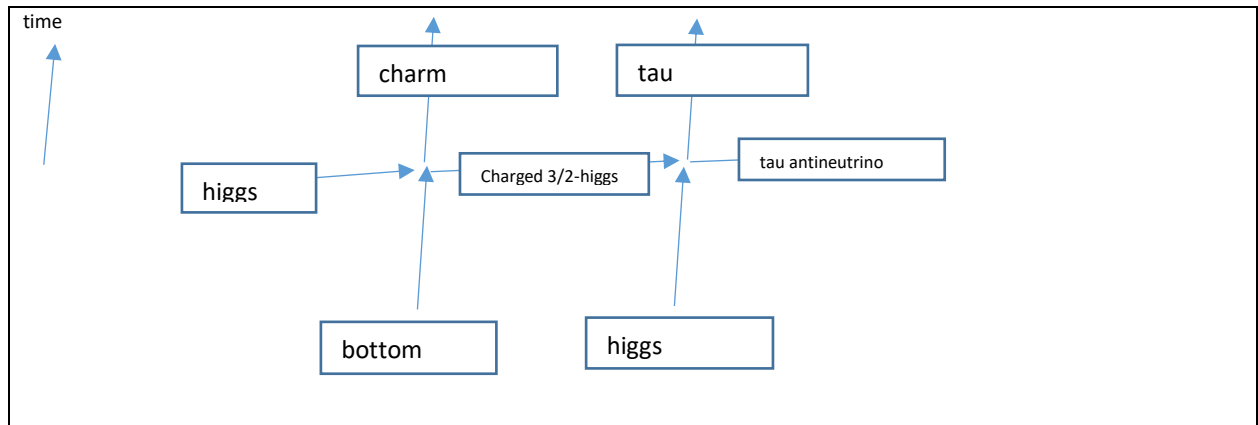 time
charm
tau
higgs
Charged 3/2-higgs
tau antineutrino
bottom
higgs